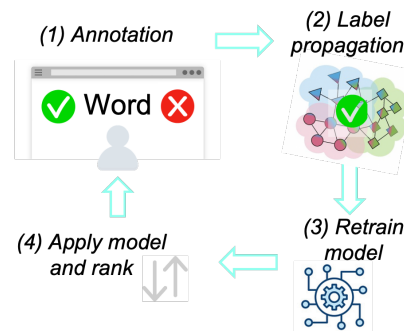 (1) Annotation
(2) Label
propagation
Word
(3) Retrain
model
(4) Apply model
and rank